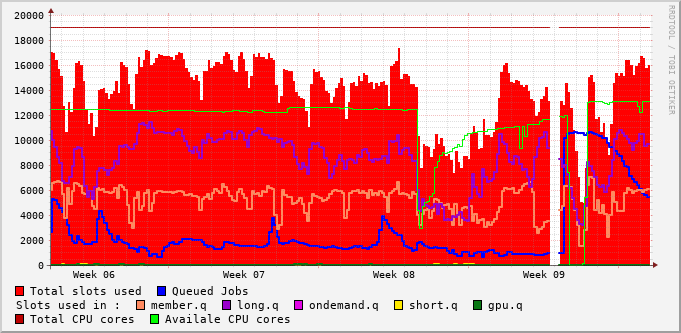 20000
18000
16000
14000
12000
10000
8000
6000
4000
2000
0
Week 06 Week 07 Week 08 Week 09
RRDTOOL / TOBI OETIKER
Total slots used Queued Jobs
Slots used in : member.q long.q ondemand.q short.q gpu.q
Total CPU cores Availale CPU cores